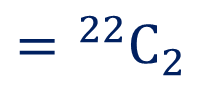 = ²²C₂